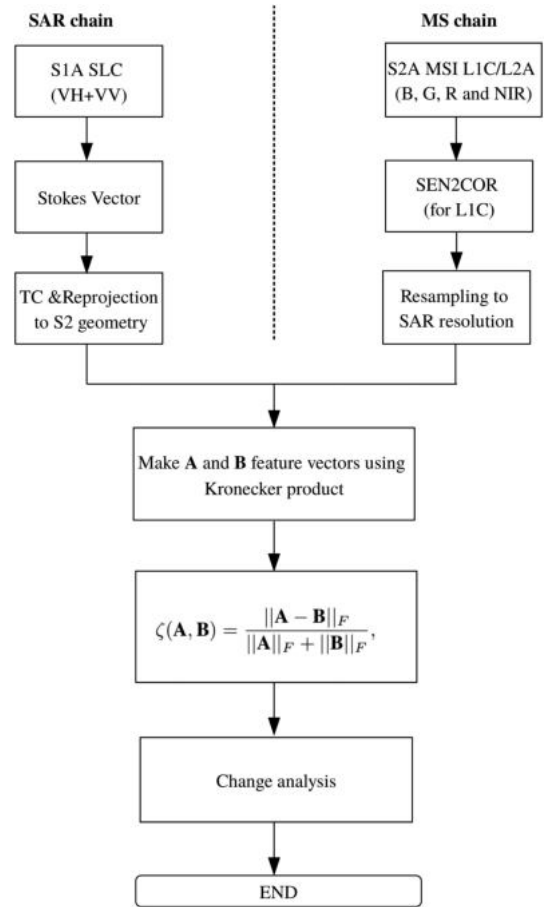 SAR chain
S1A SLC
(VH+VV)
Stokes Vector
TC &Reprojection
to S2 geometry
MS chain
S2A MSI L1C/L2A
(B, G, R and NIR)
SEN2COR
(for L1C)
Resampling to
SAR resolution
Make A and B feature vectors using
Kronecker product
ζ(A, B) = ||A − B||_F / (||A||_F + ||B||_F),
Change analysis
END